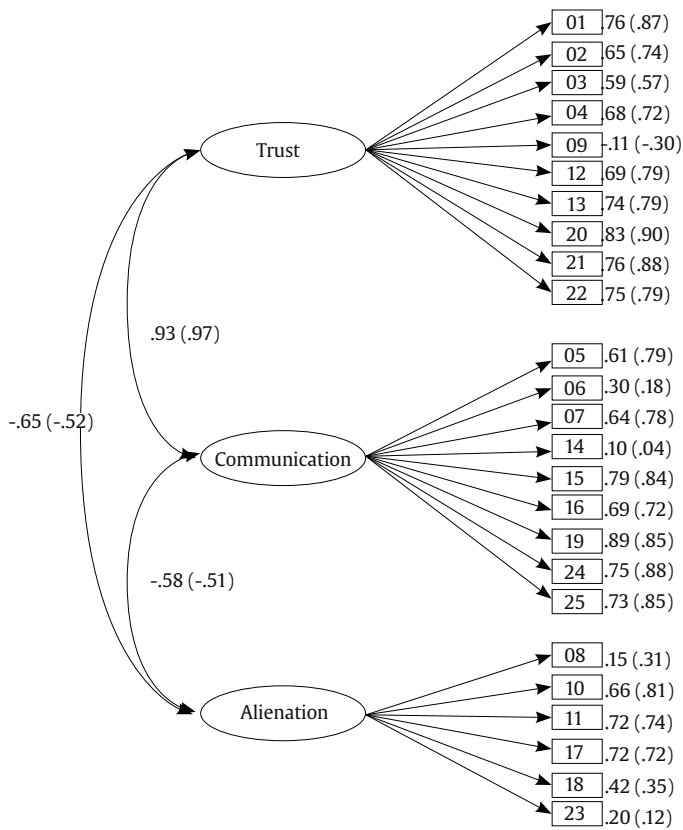 01 .76 (.87)
02 .65 (.74)
03 .59 (.57)
04 .68 (.72)
09 -.11 (-.30)
Trust
12 .69 (.79)
13 .74 (.79)
20 .83 (.90)
21 .76 (.88)
22 .75 (.79)
.93 (.97)
05 .61 (.79)
06 .30 (.18)
07 .64 (.78)
-.65 (-.52)
14 .10 (.04)
Communication
15 .79 (.84)
16 .69 (.72)
19 .89 (.85)
24 .75 (.88)
-.58 (-.51)
25 .73 (.85)
08 .15 (.31)
10 .66 (.81)
Alienation
11 .72 (.74)
17 .72 (.72)
18 .42 (.35)
23 .20 (.12)